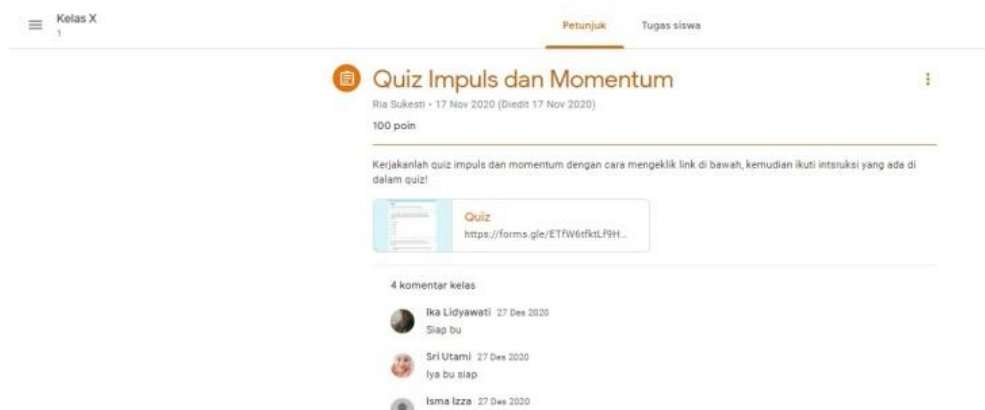 Kelas X
1
Petunjuk
Tugas siswa
Quiz Impuls dan Momentum
Ria Sukesti • 17 Nov 2020 (Diedit 17 Nov 2020)
100 poin
Kerjakanlah quiz impuls dan momentum dengan cara mengeklik link di bawah, kemudian ikuti intsruksi yang ada di
dalam quiz!
Quiz
https://forms.gle/ETfW6tfktLf9H...
4 komentar kelas
Ika Lidyawati 27 Des 2020
Siap bu
Sri Utami 27 Des 2020
Iya bu siap
Isma Izza 27 Des 2020